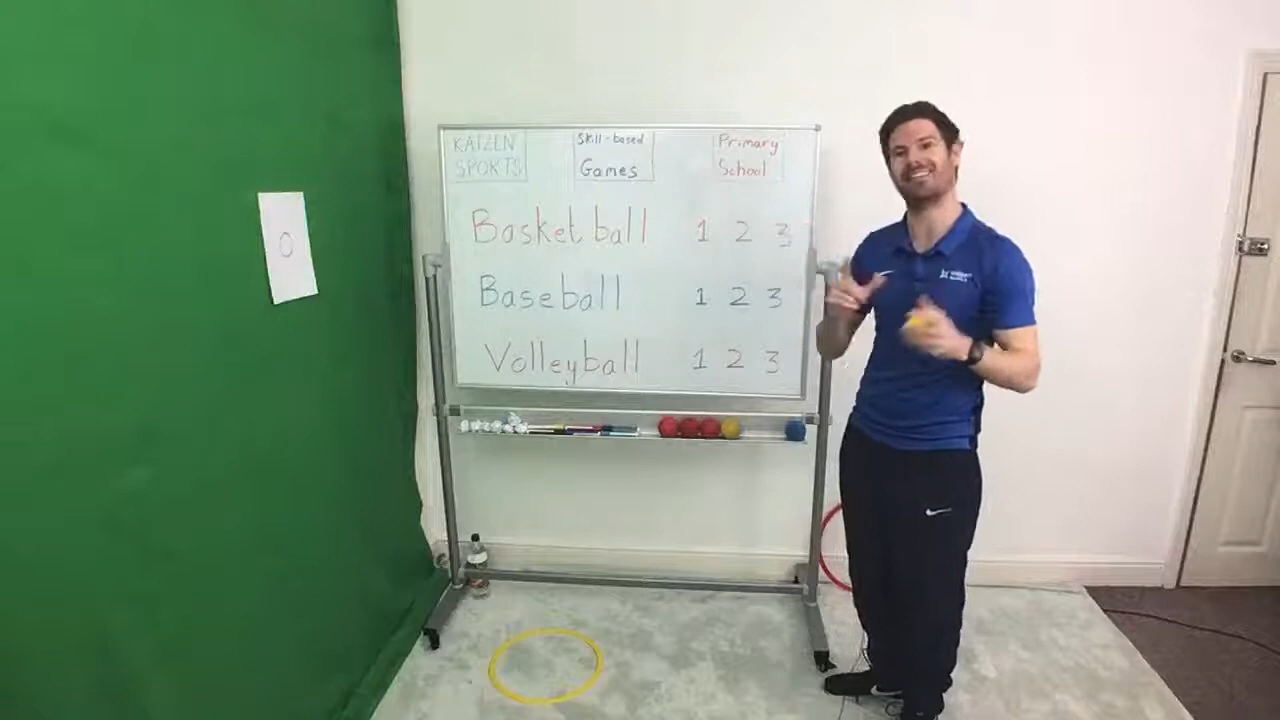 KAIZEN
SPORTS
Skill-based
Games
Primary
School
Basketball 1 2 3
Baseball 1 2 3
Volleyball 1 2 3
0